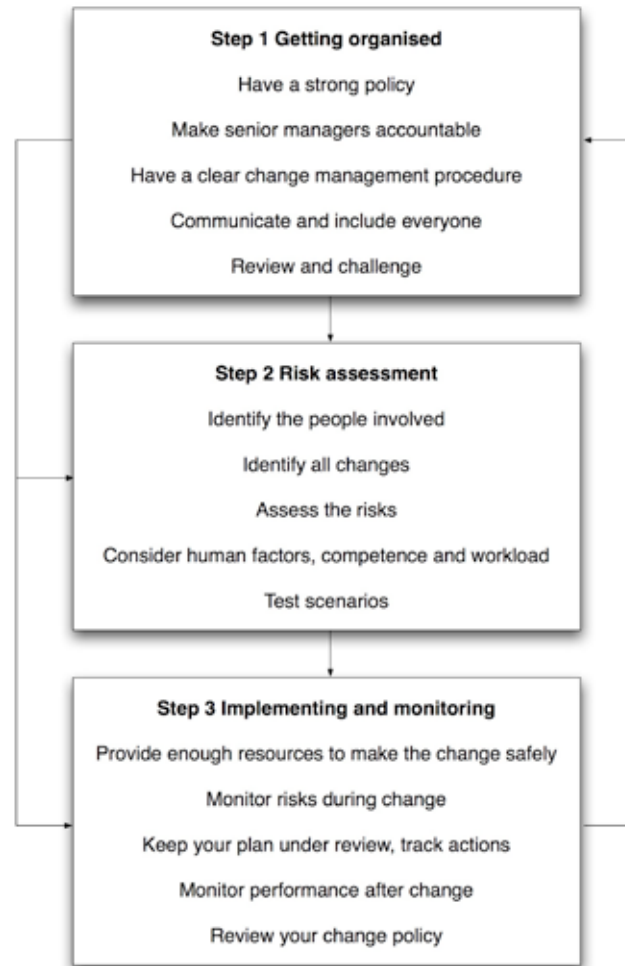 Step 1 Getting organised
Have a strong policy
Make senior managers accountable
Have a clear change management procedure
Communicate and include everyone
Review and challenge
Step 2 Risk assessment
Identify the people involved
Identify all changes
Assess the risks
Consider human factors, competence and workload
Test scenarios
Step 3 Implementing and monitoring
Provide enough resources to make the change safely
Monitor risks during change
Keep your plan under review, track actions
Monitor performance after change
Review your change policy